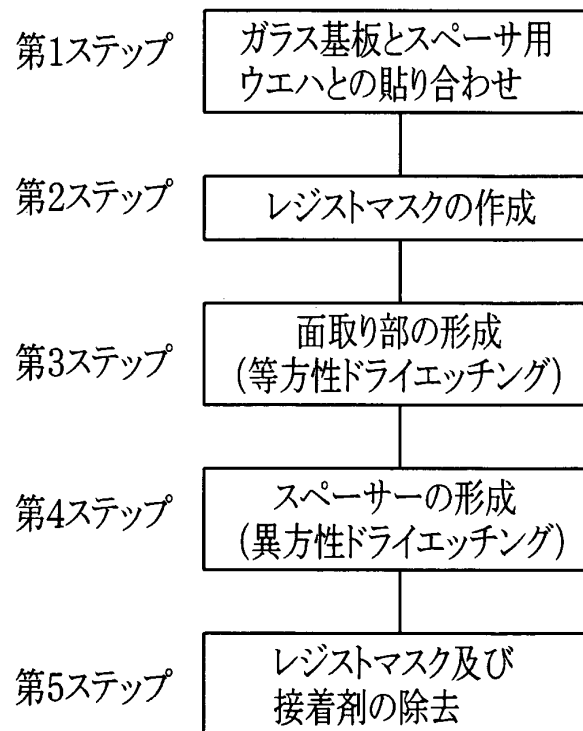 第1ステップ
ガラス基板とスペーサ用
ウエハとの貼り合わせ
第2ステップ
レジストマスクの作成
第3ステップ
面取り部の形成
(等方性ドライエッチング)
第4ステップ
スペーサーの形成
(異方性ドライエッチング)
第5ステップ
レジストマスク及び
接着剤の除去